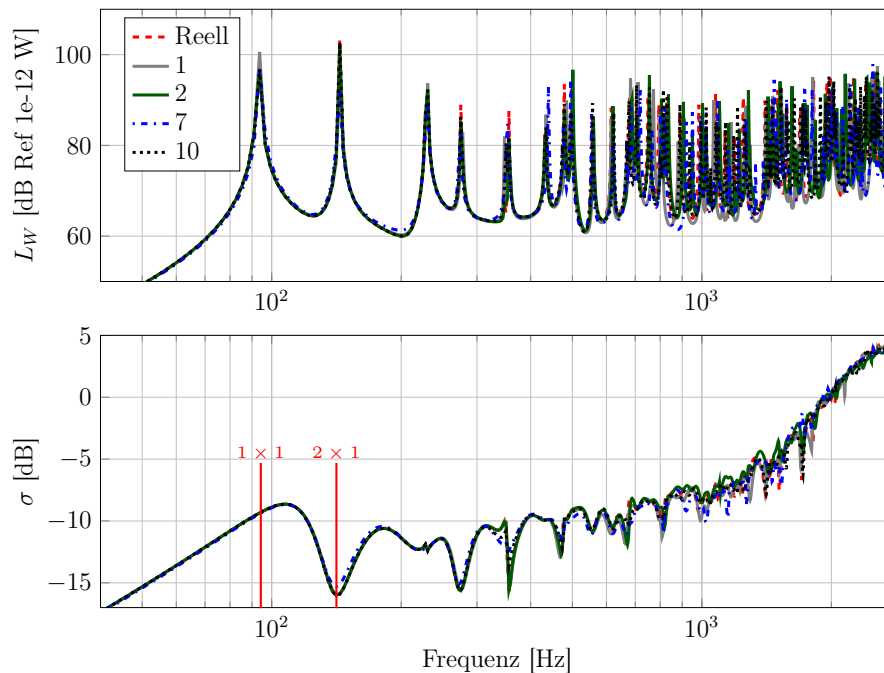 L_W [dB Ref 1e-12 W]
100
80
60
Reell
1
2
7
10
10^2
10^3
σ [dB]
5
0
−5
−10
−15
1 × 1
2 × 1
10^2
10^3
Frequenz [Hz]